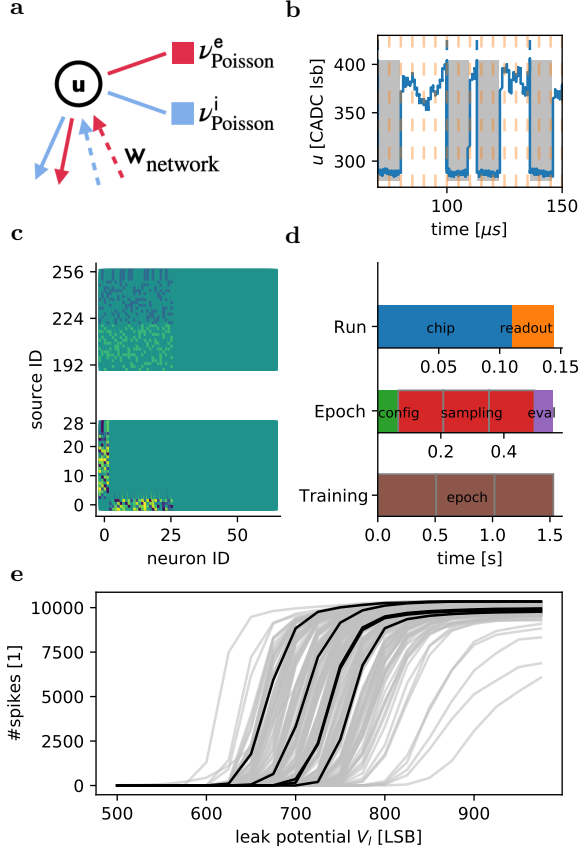 a
u
ν^e_Poisson
ν^i_Poisson
w_network
b
400
350
300
u [CADC lsb]
100
150
time [μs]
c
256
224
192
28
20
10
0
source ID
0
25
50
neuron ID
d
Run
chip
readout
0.05
0.10
0.15
Epoch
config
sampling
eval
0.2
0.4
Training
epoch
0.0
0.5
1.0
1.5
time [s]
e
10000
7500
5000
2500
0
#spikes [1]
500
600
700
800
900
leak potential V_l [LSB]